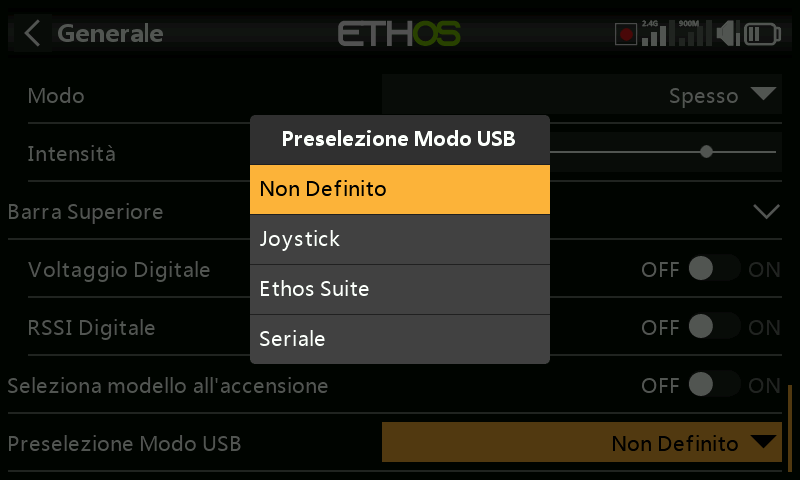 Generale
ETHOS
2.4G
900M
Modo
Spesso
Preselezione Modo USB
Intensità
Non Definito
Barra Superiore
Joystick
Voltaggio Digitale
OFF ON
Ethos Suite
RSSI Digitale
OFF ON
Seriale
Seleziona modello all'accensione
OFF ON
Preselezione Modo USB
Non Definito